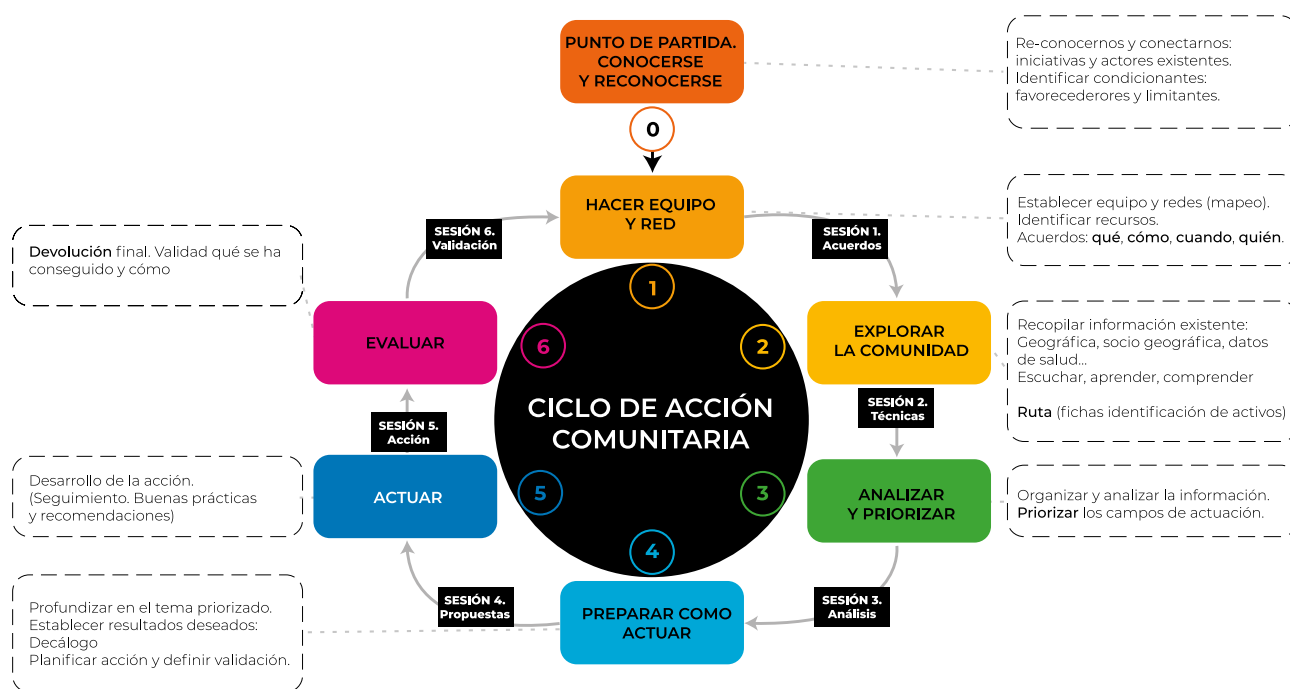 PUNTO DE PARTIDA.
CONOCERSE
Y RECONOCERSE
Re-conocernos y conectarnos:
iniciativas y actores existentes.
Identificar condicionantes:
favorecederores y limitantes.
0
HACER EQUIPO
Y RED
Establecer equipo y redes (mapeo).
Identificar recursos.
Acuerdos: qué, cómo, cuando, quién.
SESIÓN 6.
Validación
SESIÓN 1.
Acuerdos
Devolución final. Validad qué se ha
conseguido y cómo
1
EVALUAR
6
2
EXPLORAR
LA COMUNIDAD
Recopilar información existente:
Geográfica, socio geográfica, datos
de salud...
Escuchar, aprender, comprender
Ruta (fichas identificación de activos)
CICLO DE ACCIÓN
COMUNITARIA
SESIÓN 5.
Acción
SESIÓN 2.
Técnicas
Desarrollo de la acción.
(Seguimiento. Buenas prácticas
y recomendaciones)
ACTUAR
5
3
ANALIZAR
Y PRIORIZAR
Organizar y analizar la información.
Priorizar los campos de actuación.
4
SESIÓN 4.
Propuestas
PREPARAR COMO
ACTUAR
SESIÓN 3.
Análisis
Profundizar en el tema priorizado.
Establecer resultados deseados:
Decálogo
Planificar acción y definir validación.